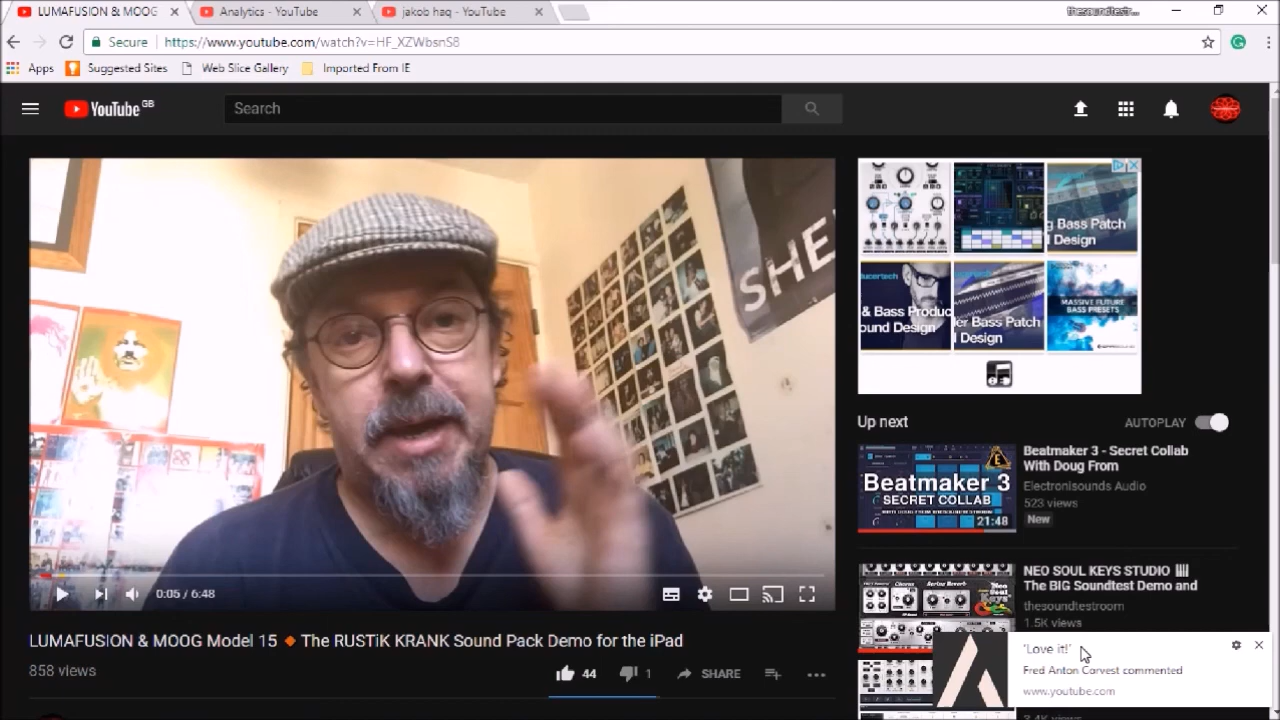 LUMAFUSION & MOOG
Analytics - YouTube
jakob haq - YouTube
thesoundtestr...
Secure
https://www.youtube.com/watch?v=HF_XZWbsnS8
Apps
Suggested Sites
Web Slice Gallery
Imported From IE
YouTube GB
Search
SHE
g Bass Patch
d Design
ducertech
& Bass Produc
ound Design
ler Bass Patch
d Design
MASSIVE FUTURE
BASS PRESETS
Up next
AUTOPLAY
Beatmaker 3
SECRET COLLAB
21:48
Beatmaker 3 - Secret Collab
With Doug From
Electronisounds Audio
523 views
New
NEO SOUL KEYS STUDIO
The BIG Soundtest Demo and
thesoundtestroom
1.5K views
/ 6:48
LUMAFUSION & MOOG Model 15 🔸 The RUSTIK KRANK Sound Pack Demo for the iPad
858 views
44
1
SHARE
'Love it!'
Fred Anton Corvest commented
www.youtube.com